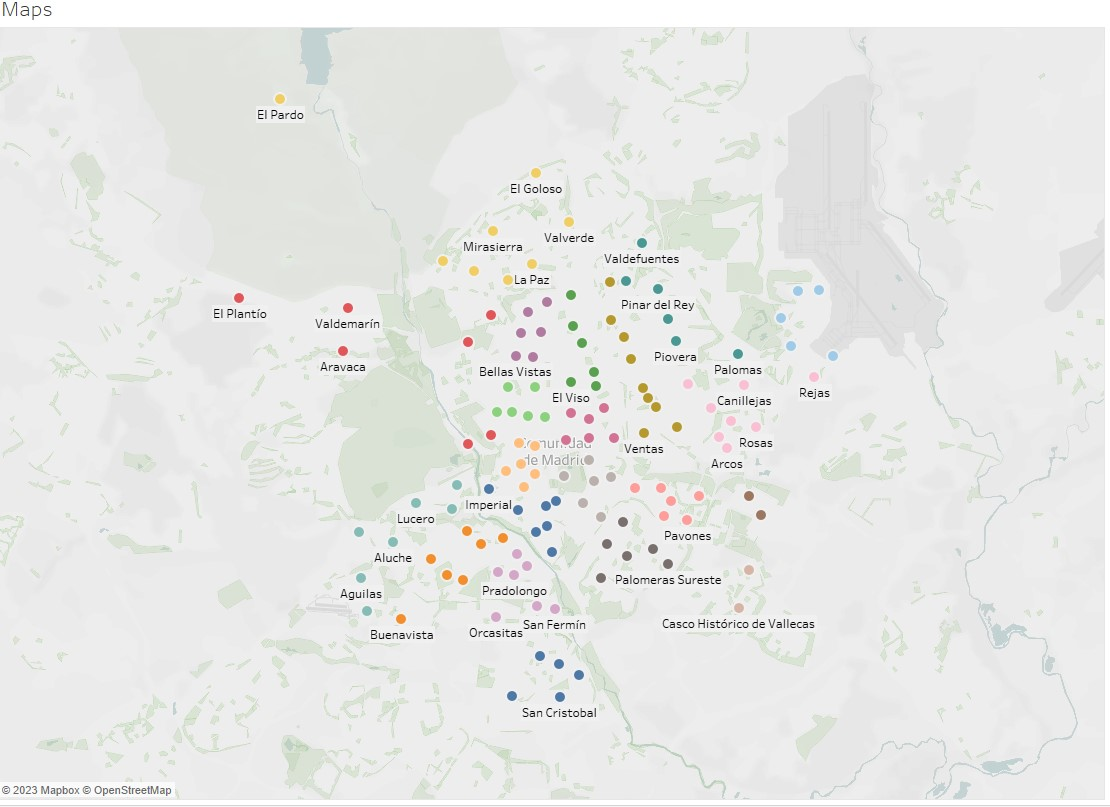 Maps
El Pardo
El Goloso
Valverde
Mirasierra
Valdefuentes
La Paz
Pinar del Rey
El Plantío
Valdemarín
Piovera
Aravaca
Palomas
Bellas Vistas
Rejas
El Viso
Canillejas
Comunidad
de Madrid
Rosas
Ventas
Arcos
Imperial
Lucero
Pavones
Aluche
Palomeras Sureste
Pradolongo
Aguilas
Casco Histórico de Vallecas
San Fermín
Orcasitas
Buenavista
San Cristobal
© 2023 Mapbox © OpenStreetMap